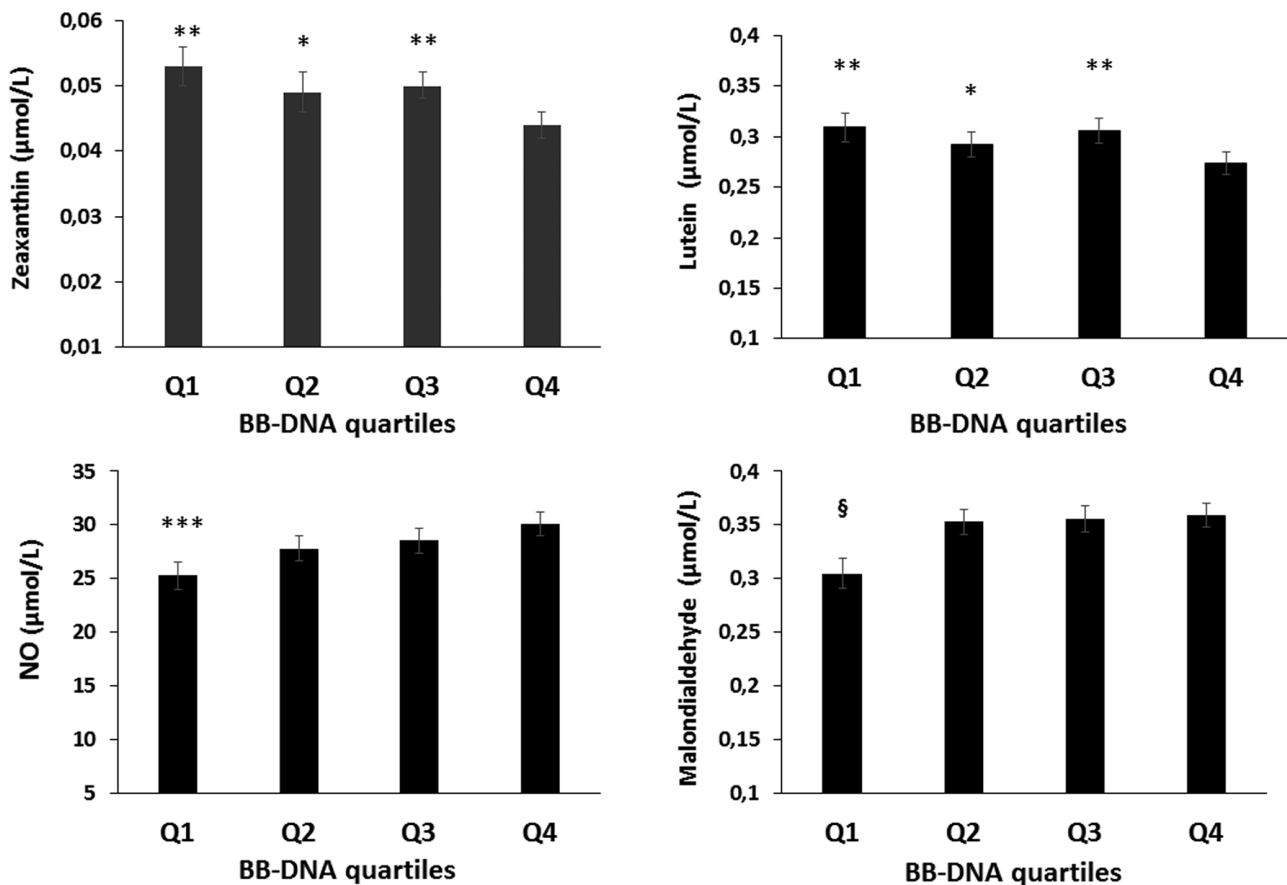 Zeaxanthin (µmol/L)
0,06
0,05
0,04
0,03
0,02
0,01
** * **
Q1 Q2 Q3 Q4
BB-DNA quartiles
Lutein (µmol/L)
0,4
0,35
0,3
0,25
0,2
0,15
0,1
** * **
Q1 Q2 Q3 Q4
BB-DNA quartiles
NO (µmol/L)
35
30
25
20
15
10
5
***
Q1 Q2 Q3 Q4
BB-DNA quartiles
Malondialdehyde (µmol/L)
0,4
0,35
0,3
0,25
0,2
0,15
0,1
§
Q1 Q2 Q3 Q4
BB-DNA quartiles